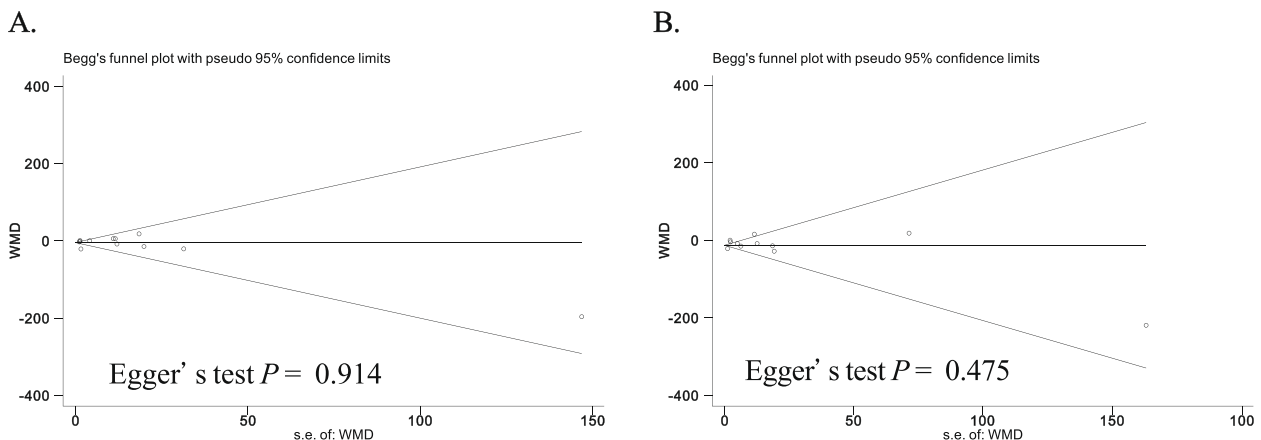 A.
Begg's funnel plot with pseudo 95% confidence limits
400
200
0
-200
-400
WMD
Egger’ s test P = 0.914
0
50
100
150
s.e. of: WMD
B.
Begg's funnel plot with pseudo 95% confidence limits
400
200
0
-200
-400
WMD
Egger’ s test P = 0.475
0
50
100
150
100
s.e. of: WMD